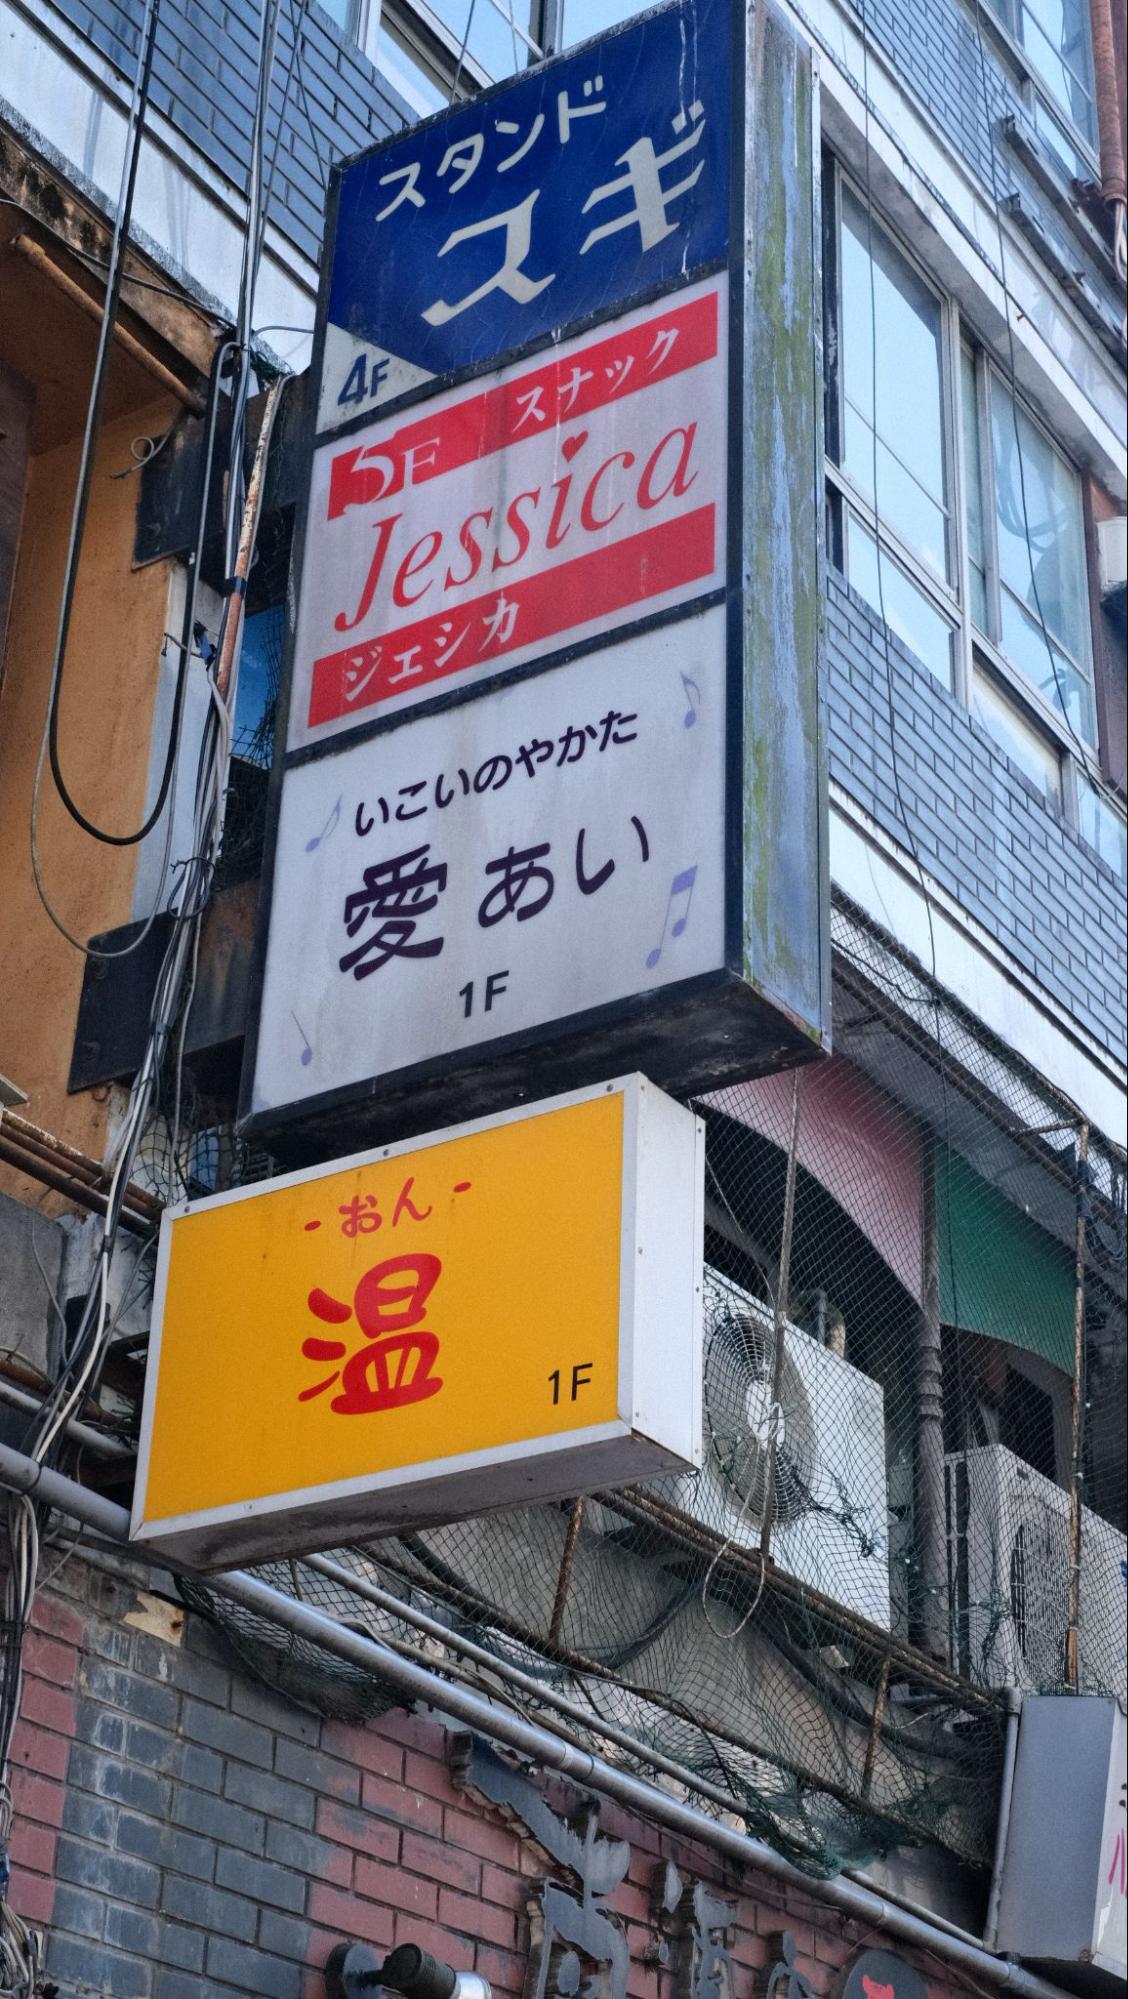 スタンド
スギ
4F
5F スナック
Jessica
ジェシカ
いこいのやかた
愛 あい
1F
-おん-
温
1F